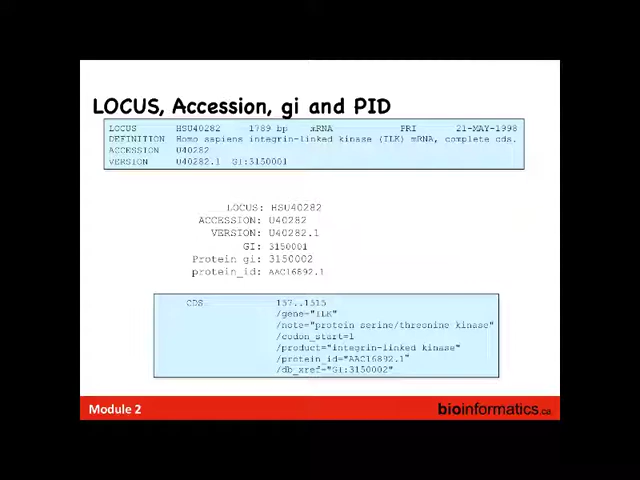 LOCUS, Accession, gi and PID
LOCUS HSU40282 1789 bp mRNA PRI 21-MAY-1998
DEFINITION Homo sapiens integrin-linked kinase (ILK) mRNA, complete cds.
ACCESSION U40282
VERSION U40282.1 GI:3150001
LOCUS: HSU40282
ACCESSION: U40282
VERSION: U40282.1
GI: 3150001
Protein gi: 3150002
protein_id: AAC16892.1
CDS 157..1515
/gene="ILK"
/note="protein serine/threonine kinase"
/codon_start=1
/product="integrin-linked kinase"
/protein_id="AAC16892.1"
/db_xref="GI:3150002"
Module 2
bioinformatics.ca